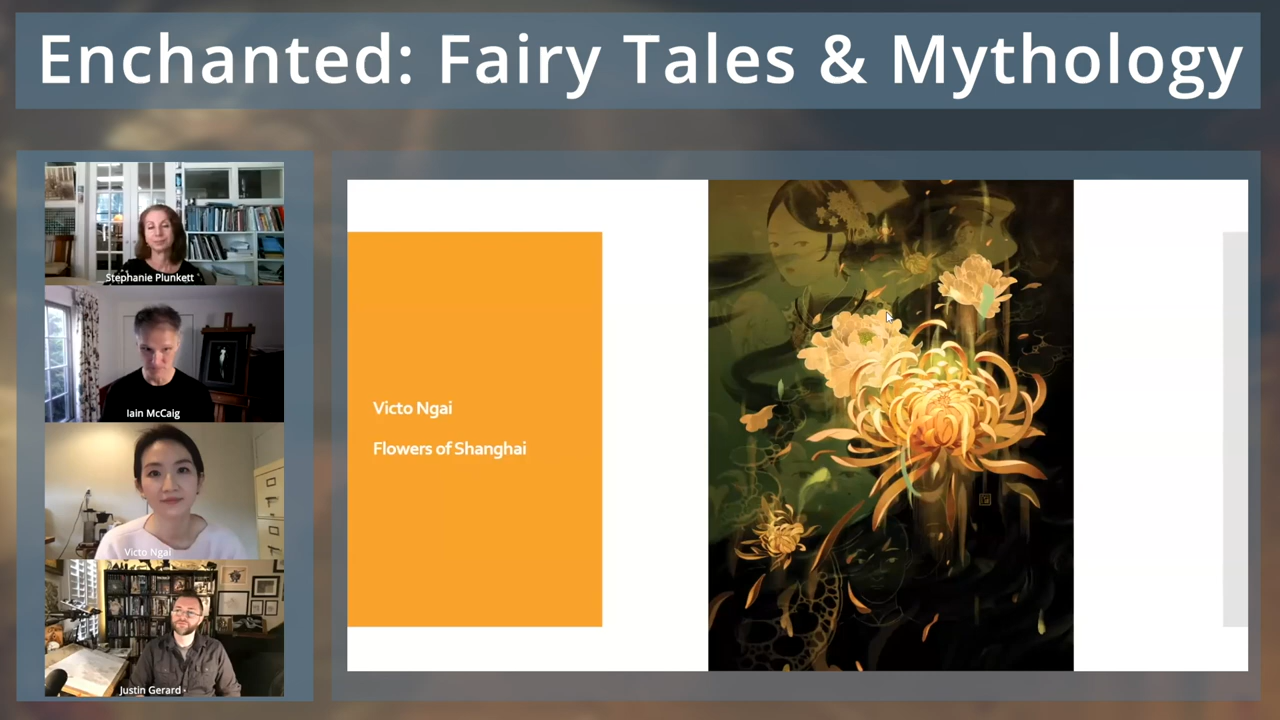 Enchanted: Fairy Tales & Mythology
Stephanie Plunkett
Iain McCaig
Victo Ngai
Justin Gerard
Victo Ngai
Flowers of Shanghai